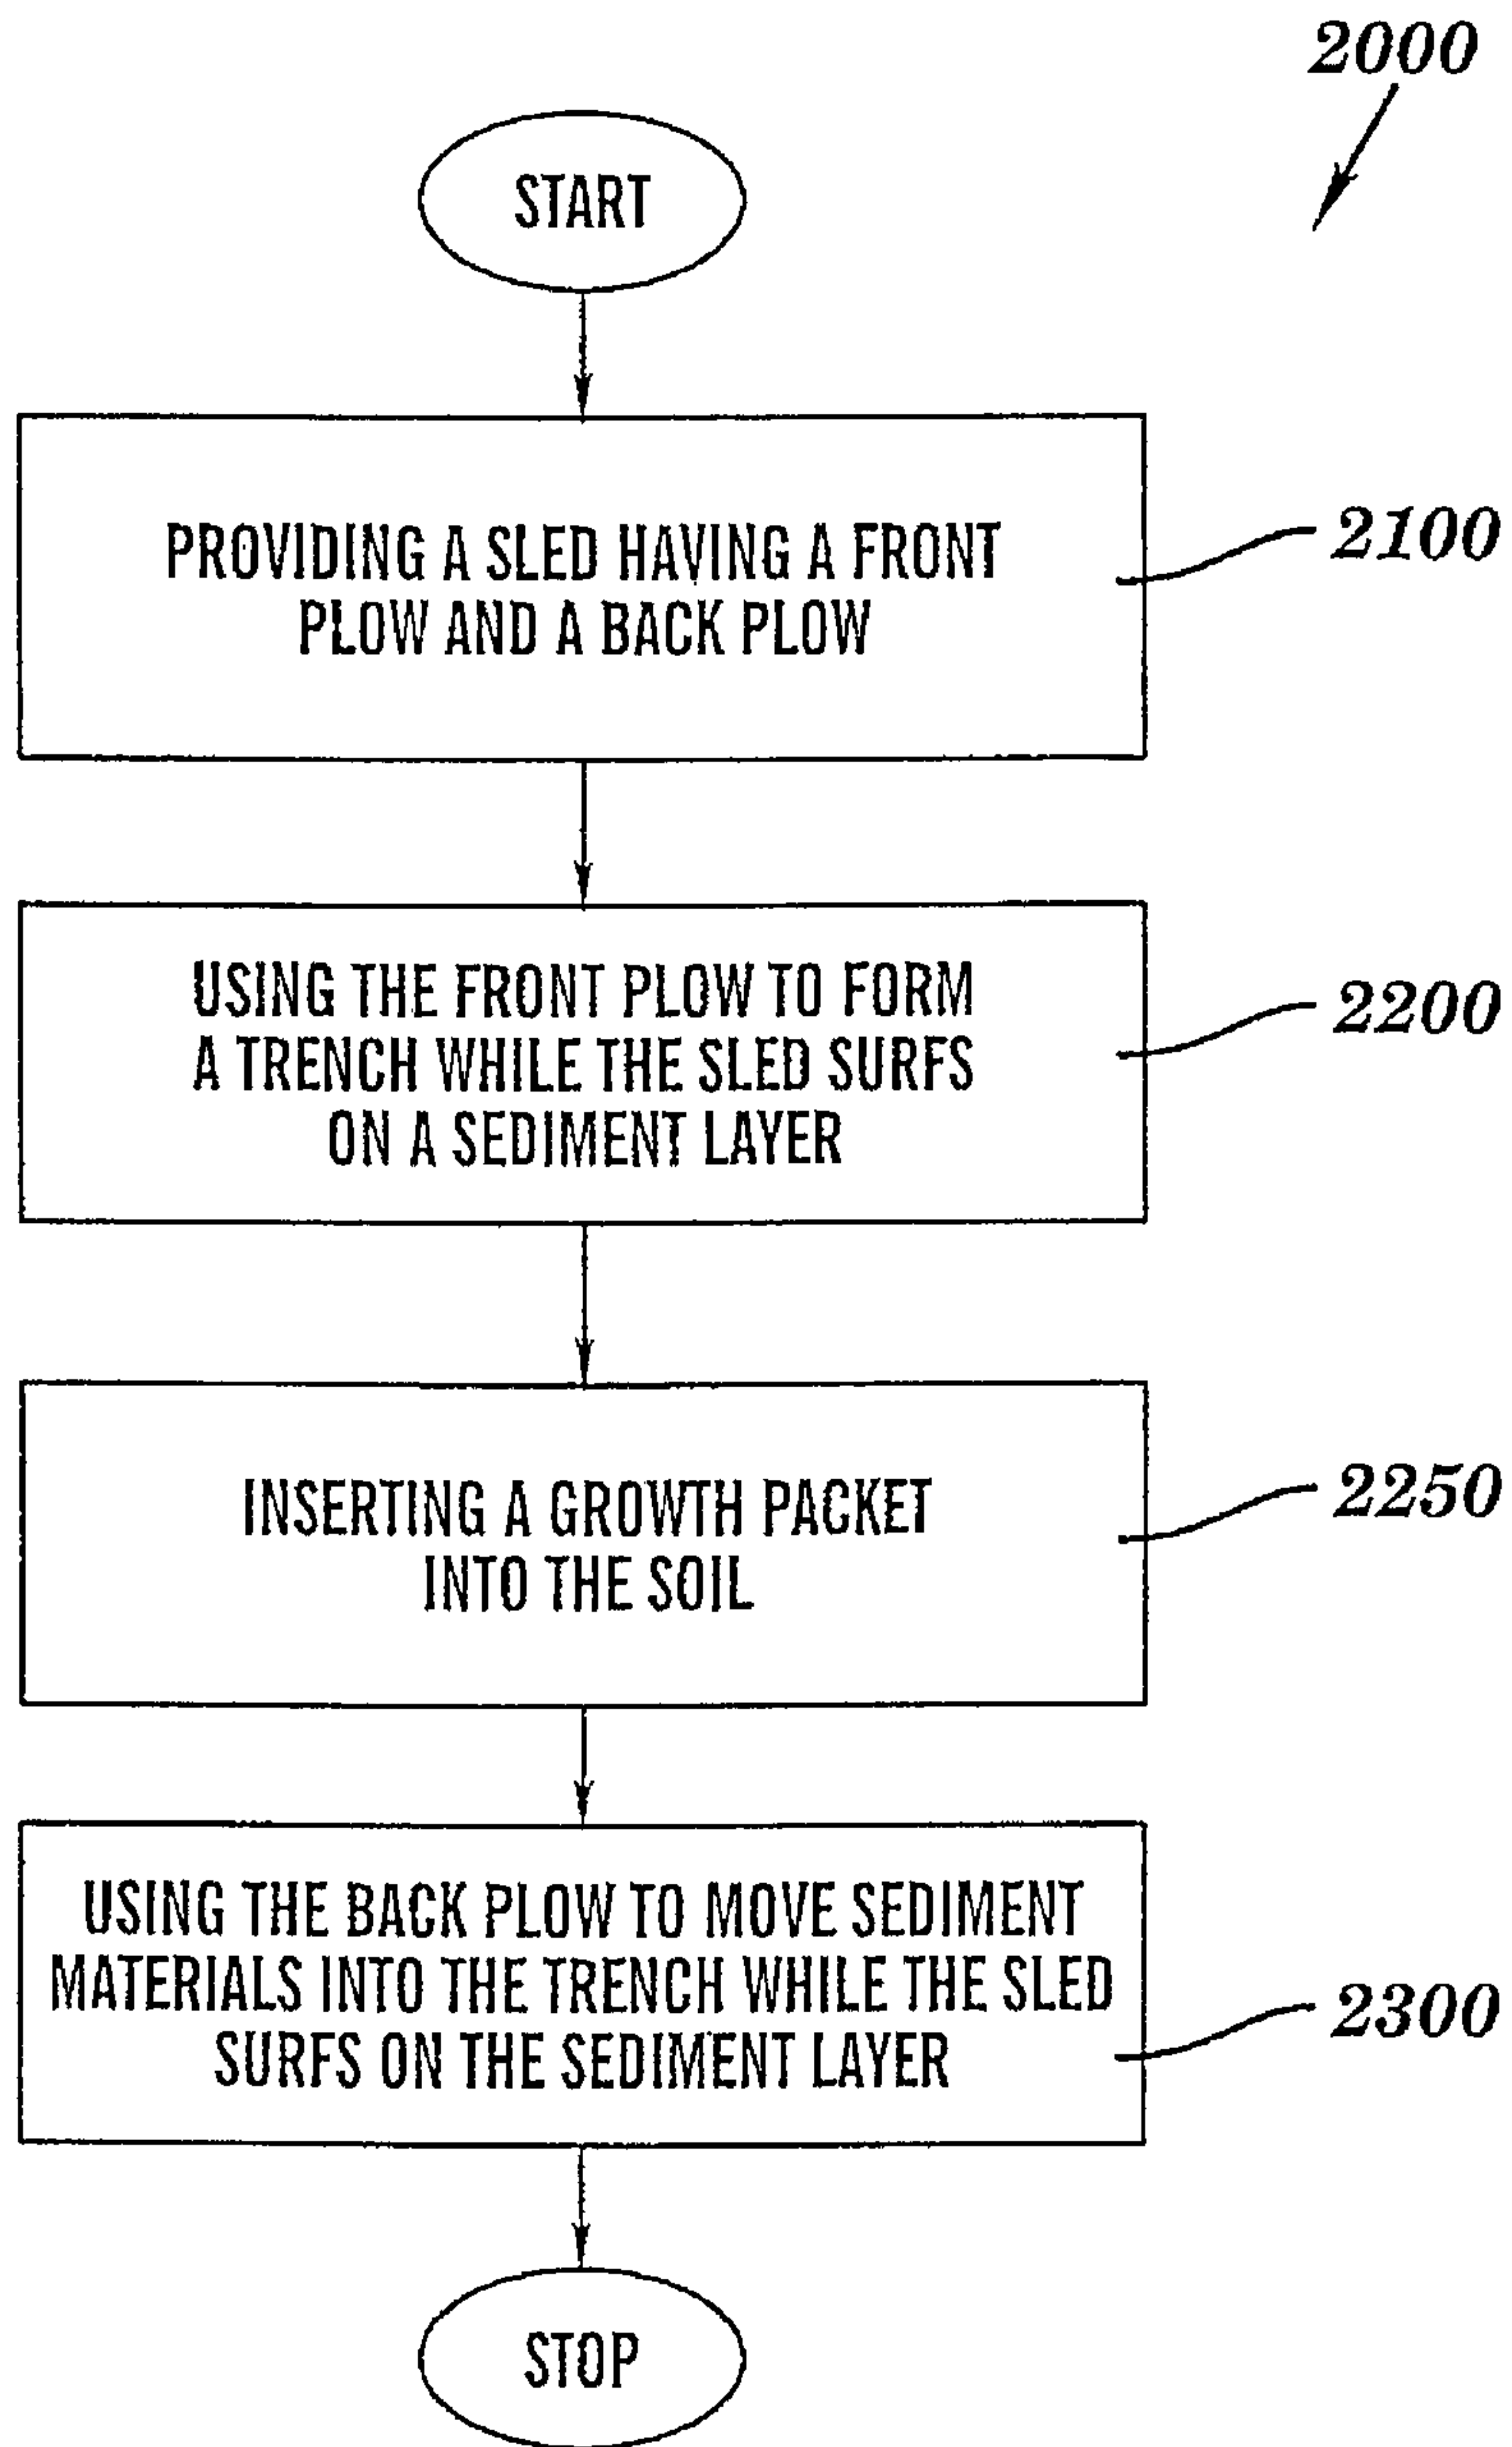 2000
START
PROVIDING A SLED HAVING A FRONT
PLOW AND A BACK PLOW
2100
USING THE FRONT PLOW TO FORM
A TRENCH WHILE THE SLED SURFS
ON A SEDIMENT LAYER
2200
INSERTING A GROWTH PACKET
INTO THE SOIL
2250
USING THE BACK PLOW TO MOVE SEDIMENT
MATERIALS INTO THE TRENCH WHILE THE SLED
SURFS ON THE SEDIMENT LAYER
2300
STOP